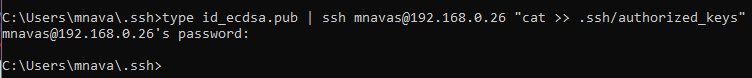 C:\Users\mnava\.ssh>type id_ecdsa.pub | ssh mnavas@192.168.0.26 "cat >> .ssh/authorized_keys"
mnavas@192.168.0.26's password:
C:\Users\mnava\.ssh>